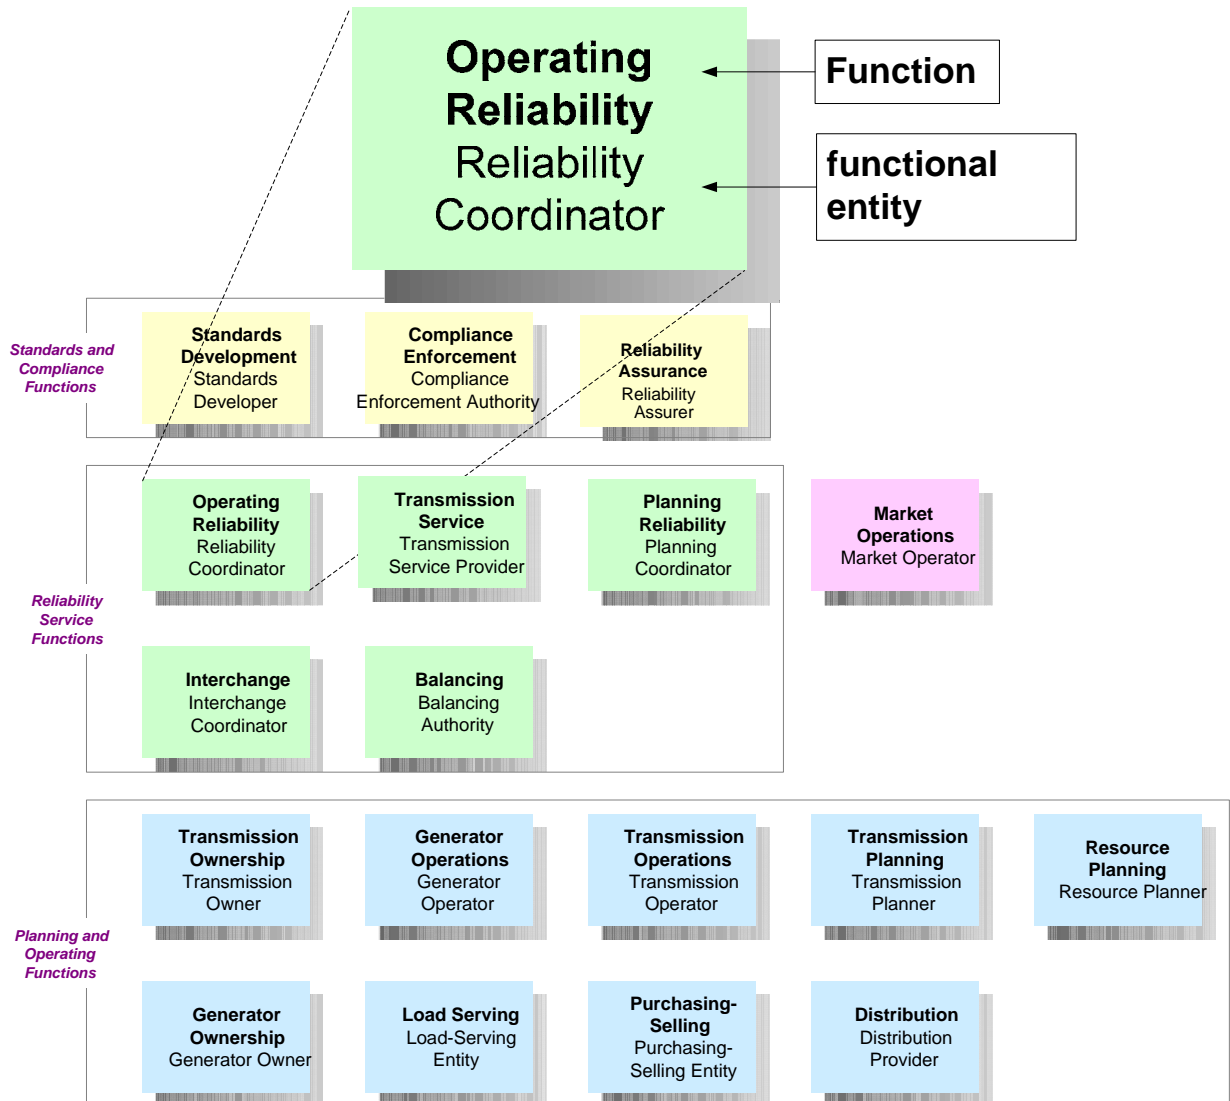 Operating
Reliability
Reliability
Coordinator
Function
functional
entity
Standards and
Compliance
Functions
Standards
Development
Standards
Developer
Compliance
Enforcement
Compliance
Enforcement Authority
Reliability
Assurance
Reliability
Assurer
Reliability
Service
Functions
Operating
Reliability
Reliability
Coordinator
Transmission
Service
Transmission
Service Provider
Planning
Reliability
Planning
Coordinator
Market
Operations
Market Operator
Interchange
Interchange
Coordinator
Balancing
Balancing
Authority
Planning and
Operating
Functions
Transmission
Ownership
Transmission
Owner
Generator
Operations
Generator
Operator
Transmission
Operations
Transmission
Operator
Transmission
Planning
Transmission
Planner
Resource
Planning
Resource Planner
Generator
Ownership
Generator Owner
Load Serving
Load-Serving
Entity
Purchasing-
Selling
Purchasing-
Selling Entity
Distribution
Distribution
Provider